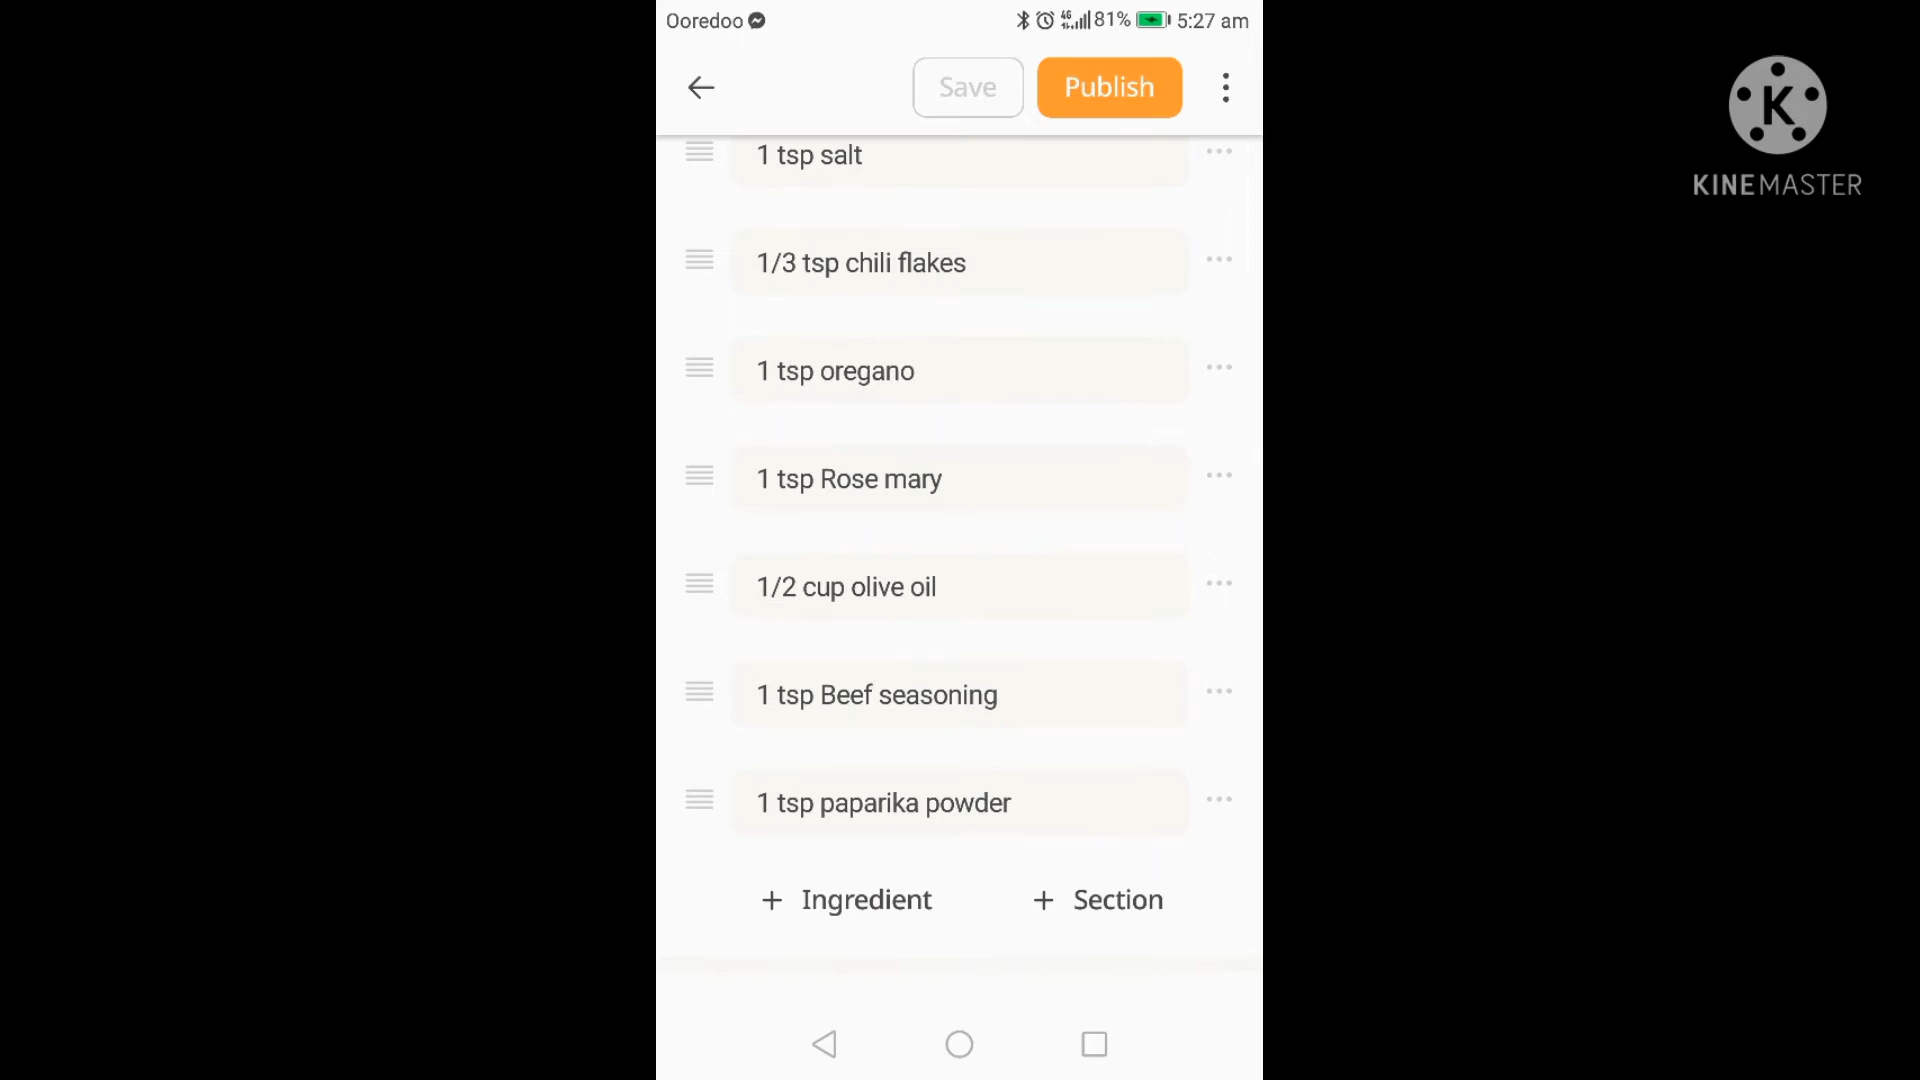 Ooredoo
4G
81% 5:27 am
Save
Publish
1 tsp salt
1/3 tsp chili flakes
1 tsp oregano
1 tsp Rose mary
1/2 cup olive oil
1 tsp Beef seasoning
1 tsp paparika powder
+ Ingredient
+ Section
K
KINEMASTER